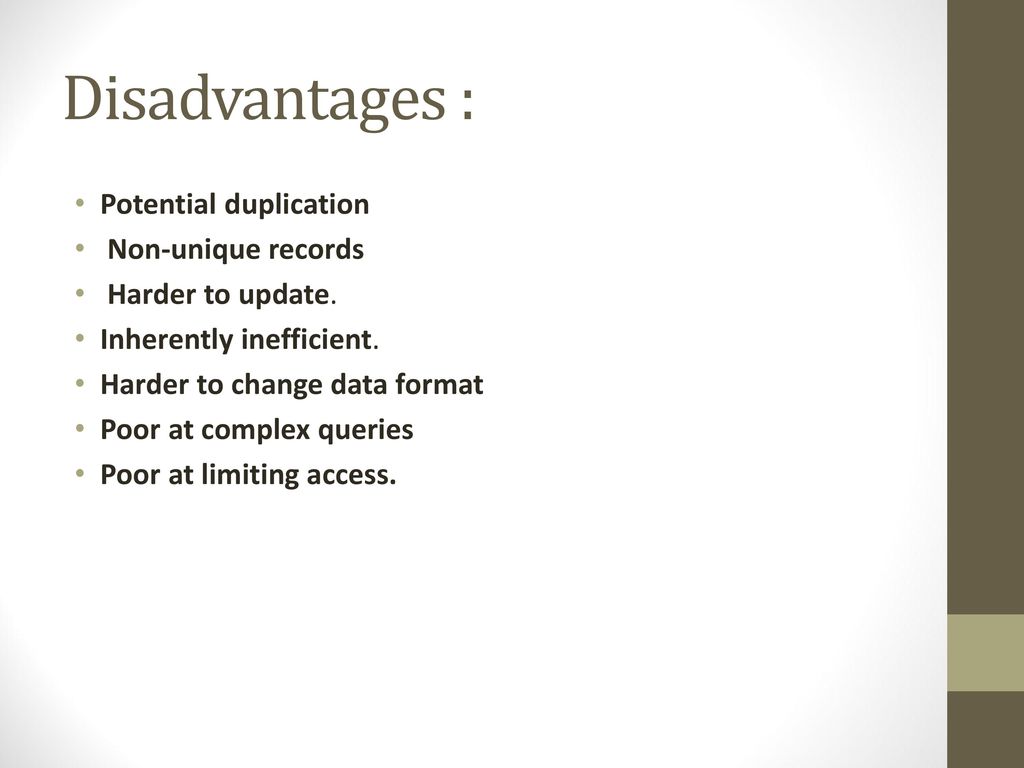 Disadvantages :
• Potential duplication
• Non-unique records
• Harder to update.
• Inherently inefficient.
• Harder to change data format
• Poor at complex queries
• Poor at limiting access.